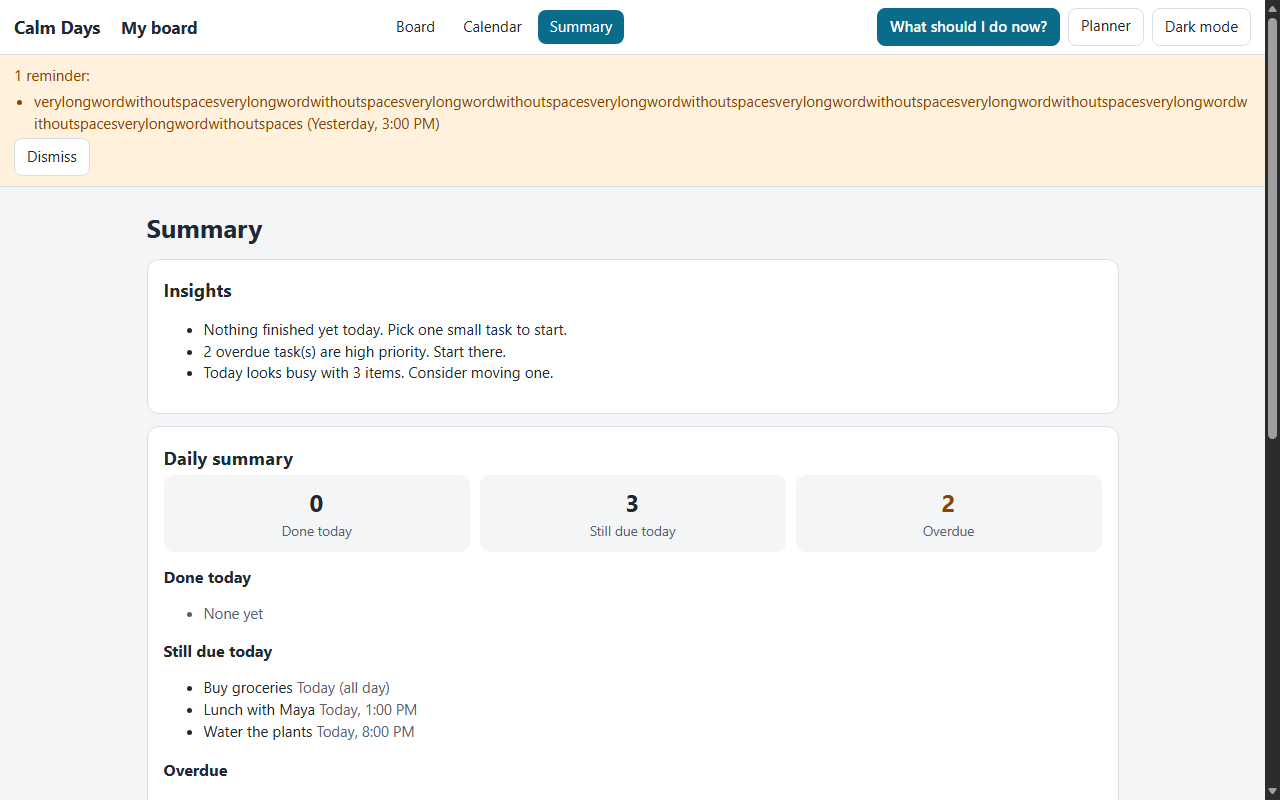 Calm Days My board Board Calendar Summary What should I do now? Planner Dark mode
1 reminder:
verylongwordwithoutspacesverylongwordwithoutspacesverylongwordwithoutspacesverylongwordwithoutspacesverylongwordwithoutspacesverylongwordwithoutspacesverylongwordw
ithoutspacesverylongwordwithoutspaces (Yesterday, 3:00 PM)
Dismiss
Summary
Insights
Nothing finished yet today. Pick one small task to start.
2 overdue task(s) are high priority. Start there.
Today looks busy with 3 items. Consider moving one.
Daily summary
0 3 2
Done today Still due today Overdue
Done today
None yet
Still due today
Buy groceries Today (all day)
Lunch with Maya Today, 1:00 PM
Water the plants Today, 8:00 PM
Overdue